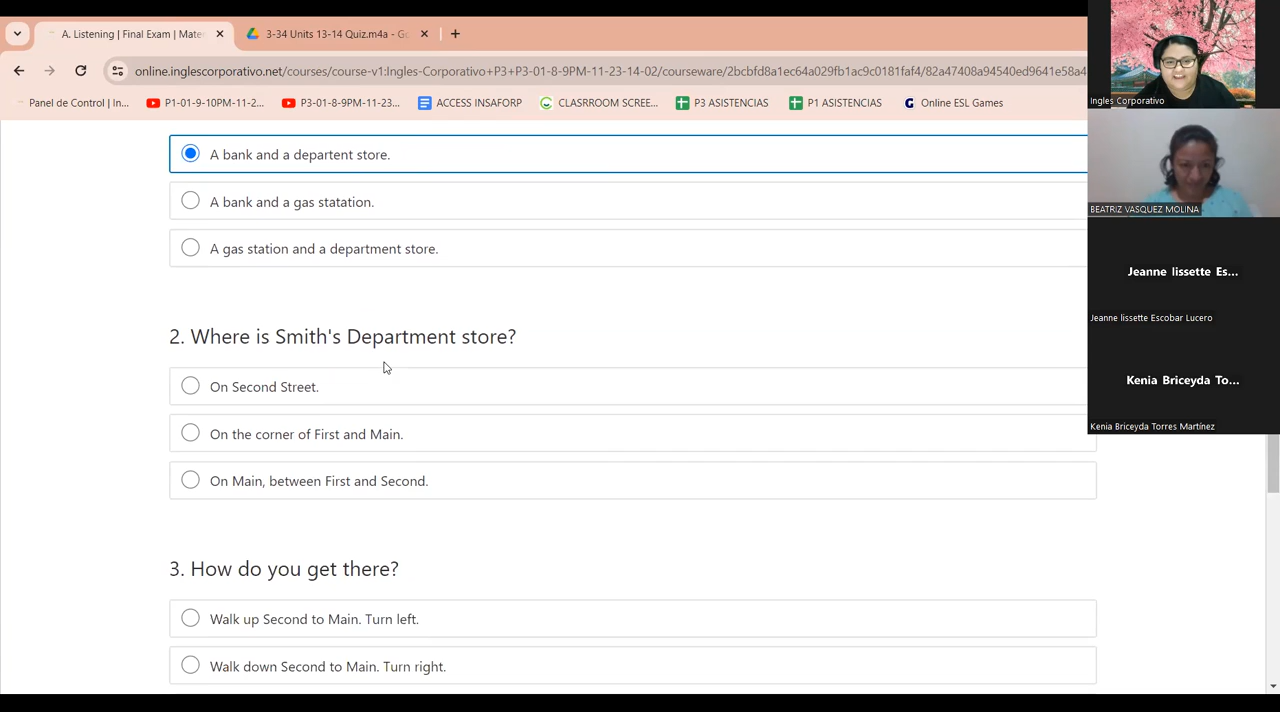 A. Listening | Final Exam | Mate
3-34 Units 13-14 Quiz.m4a - Go
online.inglescorporativo.net/courses/course-v1:Ingles-Corporativo+P3+P3-01-8-9PM-11-23-14-02/courseware/2bcbfd8a1ec64a029fb1ac9c0181faf4/82a47408a94540ed9641e58a4
Panel de Control | In...
P1-01-9-10PM-11-2...
P3-01-8-9PM-11-23...
ACCESS INSAFORP
CLASSROOM SCREE...
P3 ASISTENCIAS
P1 ASISTENCIAS
Online ESL Games
Ingles Corporativo
A bank and a departent store.
A bank and a gas statation.
A gas station and a department store.
BEATRIZ VASQUEZ MOLINA
Jeanne lissette Es...
Jeanne lissette Escobar Lucero
2. Where is Smith's Department store?
On Second Street.
On the corner of First and Main.
On Main, between First and Second.
Kenia Briceyda To...
Kenia Briceyda Torres Martínez
3. How do you get there?
Walk up Second to Main. Turn left.
Walk down Second to Main. Turn right.